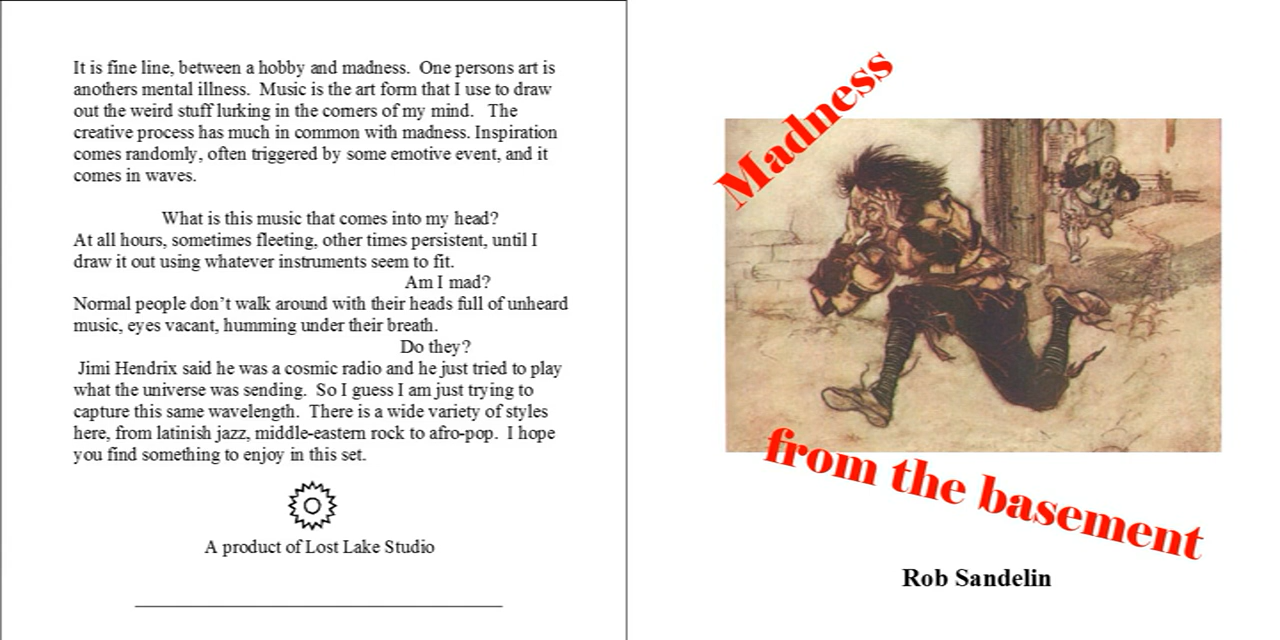 It is fine line, between a hobby and madness.  One persons art is
anothers mental illness.  Music is the art form that I use to draw
out the weird stuff lurking in the corners of my mind.   The
creative process has much in common with madness. Inspiration
comes randomly, often triggered by some emotive event, and it
comes in waves.
What is this music that comes into my head?
At all hours, sometimes fleeting, other times persistent, until I
draw it out using whatever instruments seem to fit.
Am I mad?
Normal people don’t walk around with their heads full of unheard
music, eyes vacant, humming under their breath.
Do they?
Jimi Hendrix said he was a cosmic radio and he just tried to play
what the universe was sending.  So I guess I am just trying to
capture this same wavelength.  There is a wide variety of styles
here, from latinish jazz, middle-eastern rock to afro-pop.  I hope
you find something to enjoy in this set.
A product of Lost Lake Studio
Madness
from the basement
Rob Sandelin